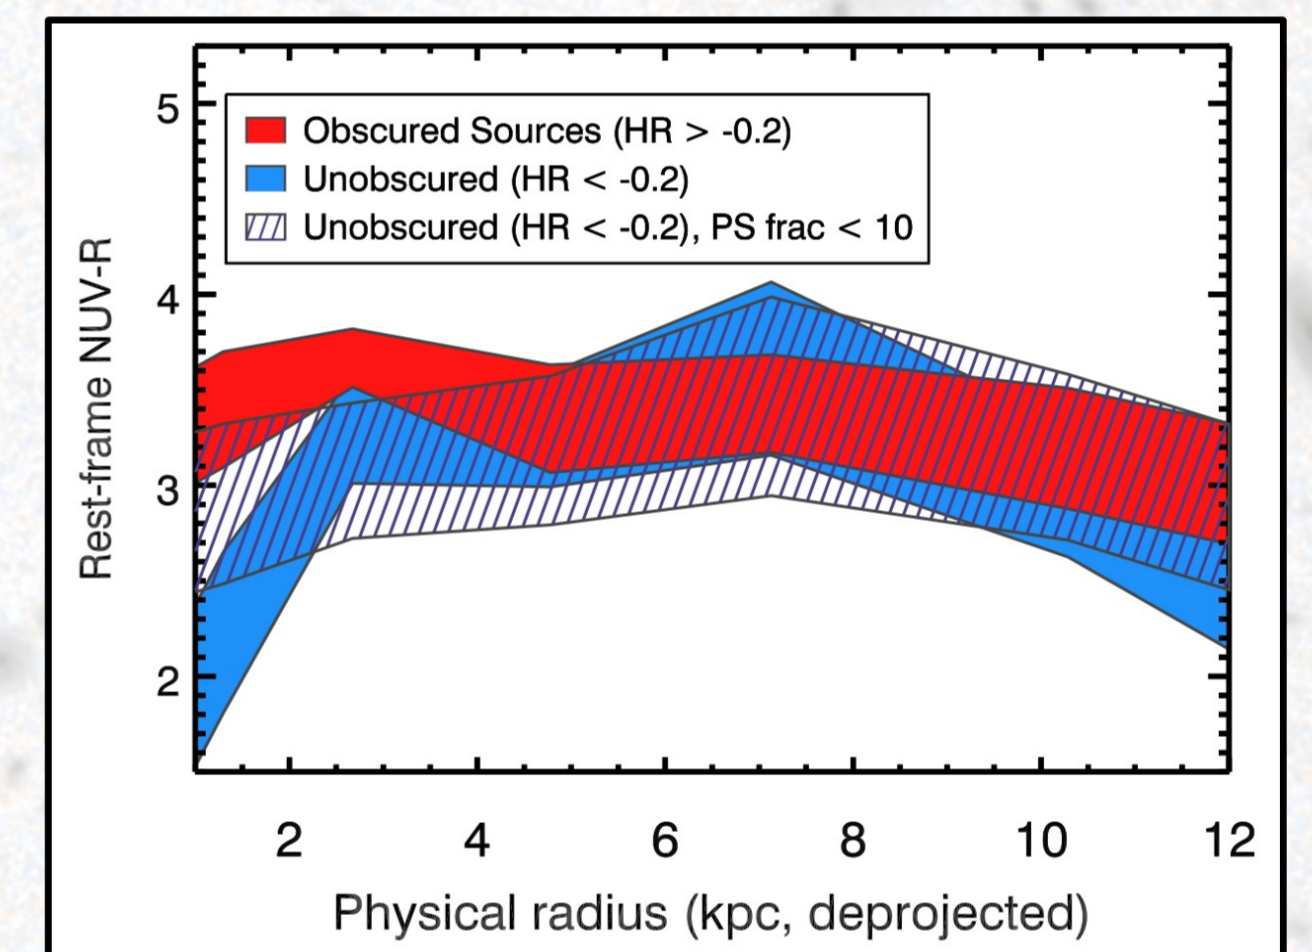 5
4
3
2
Rest-frame NUV-R
Obscured Sources (HR > -0.2)
Unobscured (HR < -0.2)
Unobscured (HR < -0.2), PS frac < 10
2 4 6 8 10 12
Physical radius (kpc, deprojected)